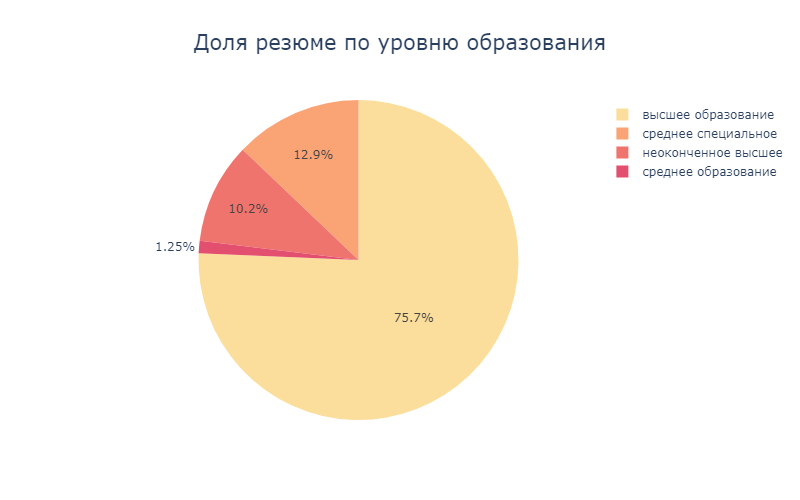 Доля резюме по уровню образования
высшее образование
среднее специальное
неоконченное высшее
среднее образование
12.9%
10.2%
1.25%
75.7%